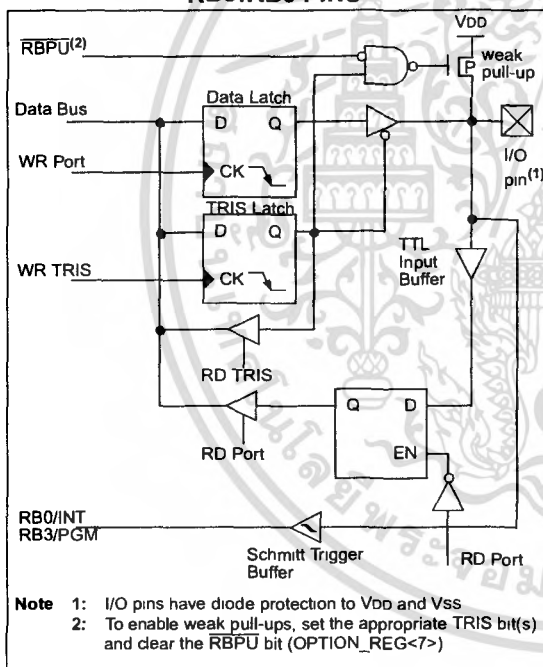 RBPU(2)
VDD
weak
pull-up
P
Data Bus
Data Latch
D Q
WR Port
CK
I/O
pin(1)
TRIS Latch
D Q
TTL
Input
Buffer
WR TRIS
CK
RD TRIS
Q D
RD Port
EN
RB0/INT
RB3/PGM
Schmitt Trigger
Buffer
RD Port
Note 1: I/O pins have diode protection to VDD and VSS
2: To enable weak pull-ups, set the appropriate TRIS bit(s)
and clear the RBPU bit (OPTION_REG<7>)